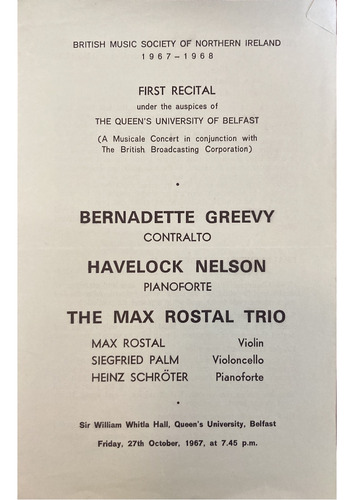 BRITISH MUSIC SOCIETY OF NORTHERN IRELAND
1967–1968
FIRST RECITAL
under the auspices of
THE QUEEN'S UNIVERSITY OF BELFAST
(A Musicale Concert in conjunction with
The British Broadcasting Corporation)
•
BERNADETTE GREEVY
CONTRALTO
HAVELOCK NELSON
PIANOFORTE
THE MAX ROSTAL TRIO
MAX ROSTAL Violin
SIEGFRIED PALM Violoncello
HEINZ SCHRÖTER Pianoforte
•
Sir William Whitla Hall, Queen's University, Belfast
Friday, 27th October, 1967, at 7.45 p.m.